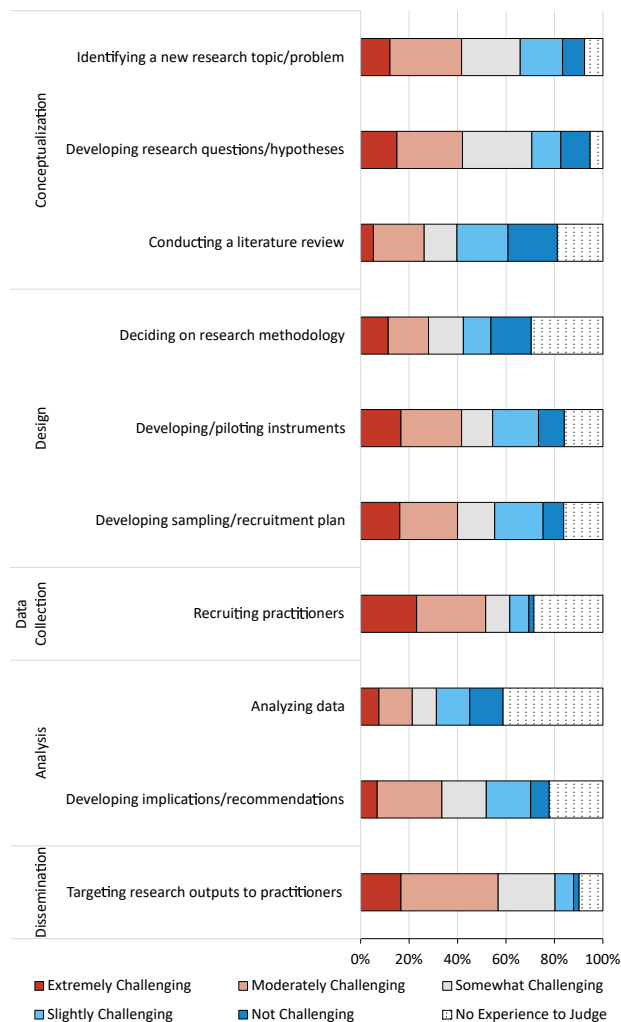 Conceptualization
Identifying a new research topic/problem
Developing research questions/hypotheses
Conducting a literature review
Design
Deciding on research methodology
Developing/piloting instruments
Developing sampling/recruitment plan
Data
Collection
Recruiting practitioners
Analysis
Analyzing data
Developing implications/recommendations
Dissemination
Targeting research outputs to practitioners
0% 20% 40% 60% 80% 100%
Extremely Challenging Moderately Challenging Somewhat Challenging
Slightly Challenging Not Challenging No Experience to Judge